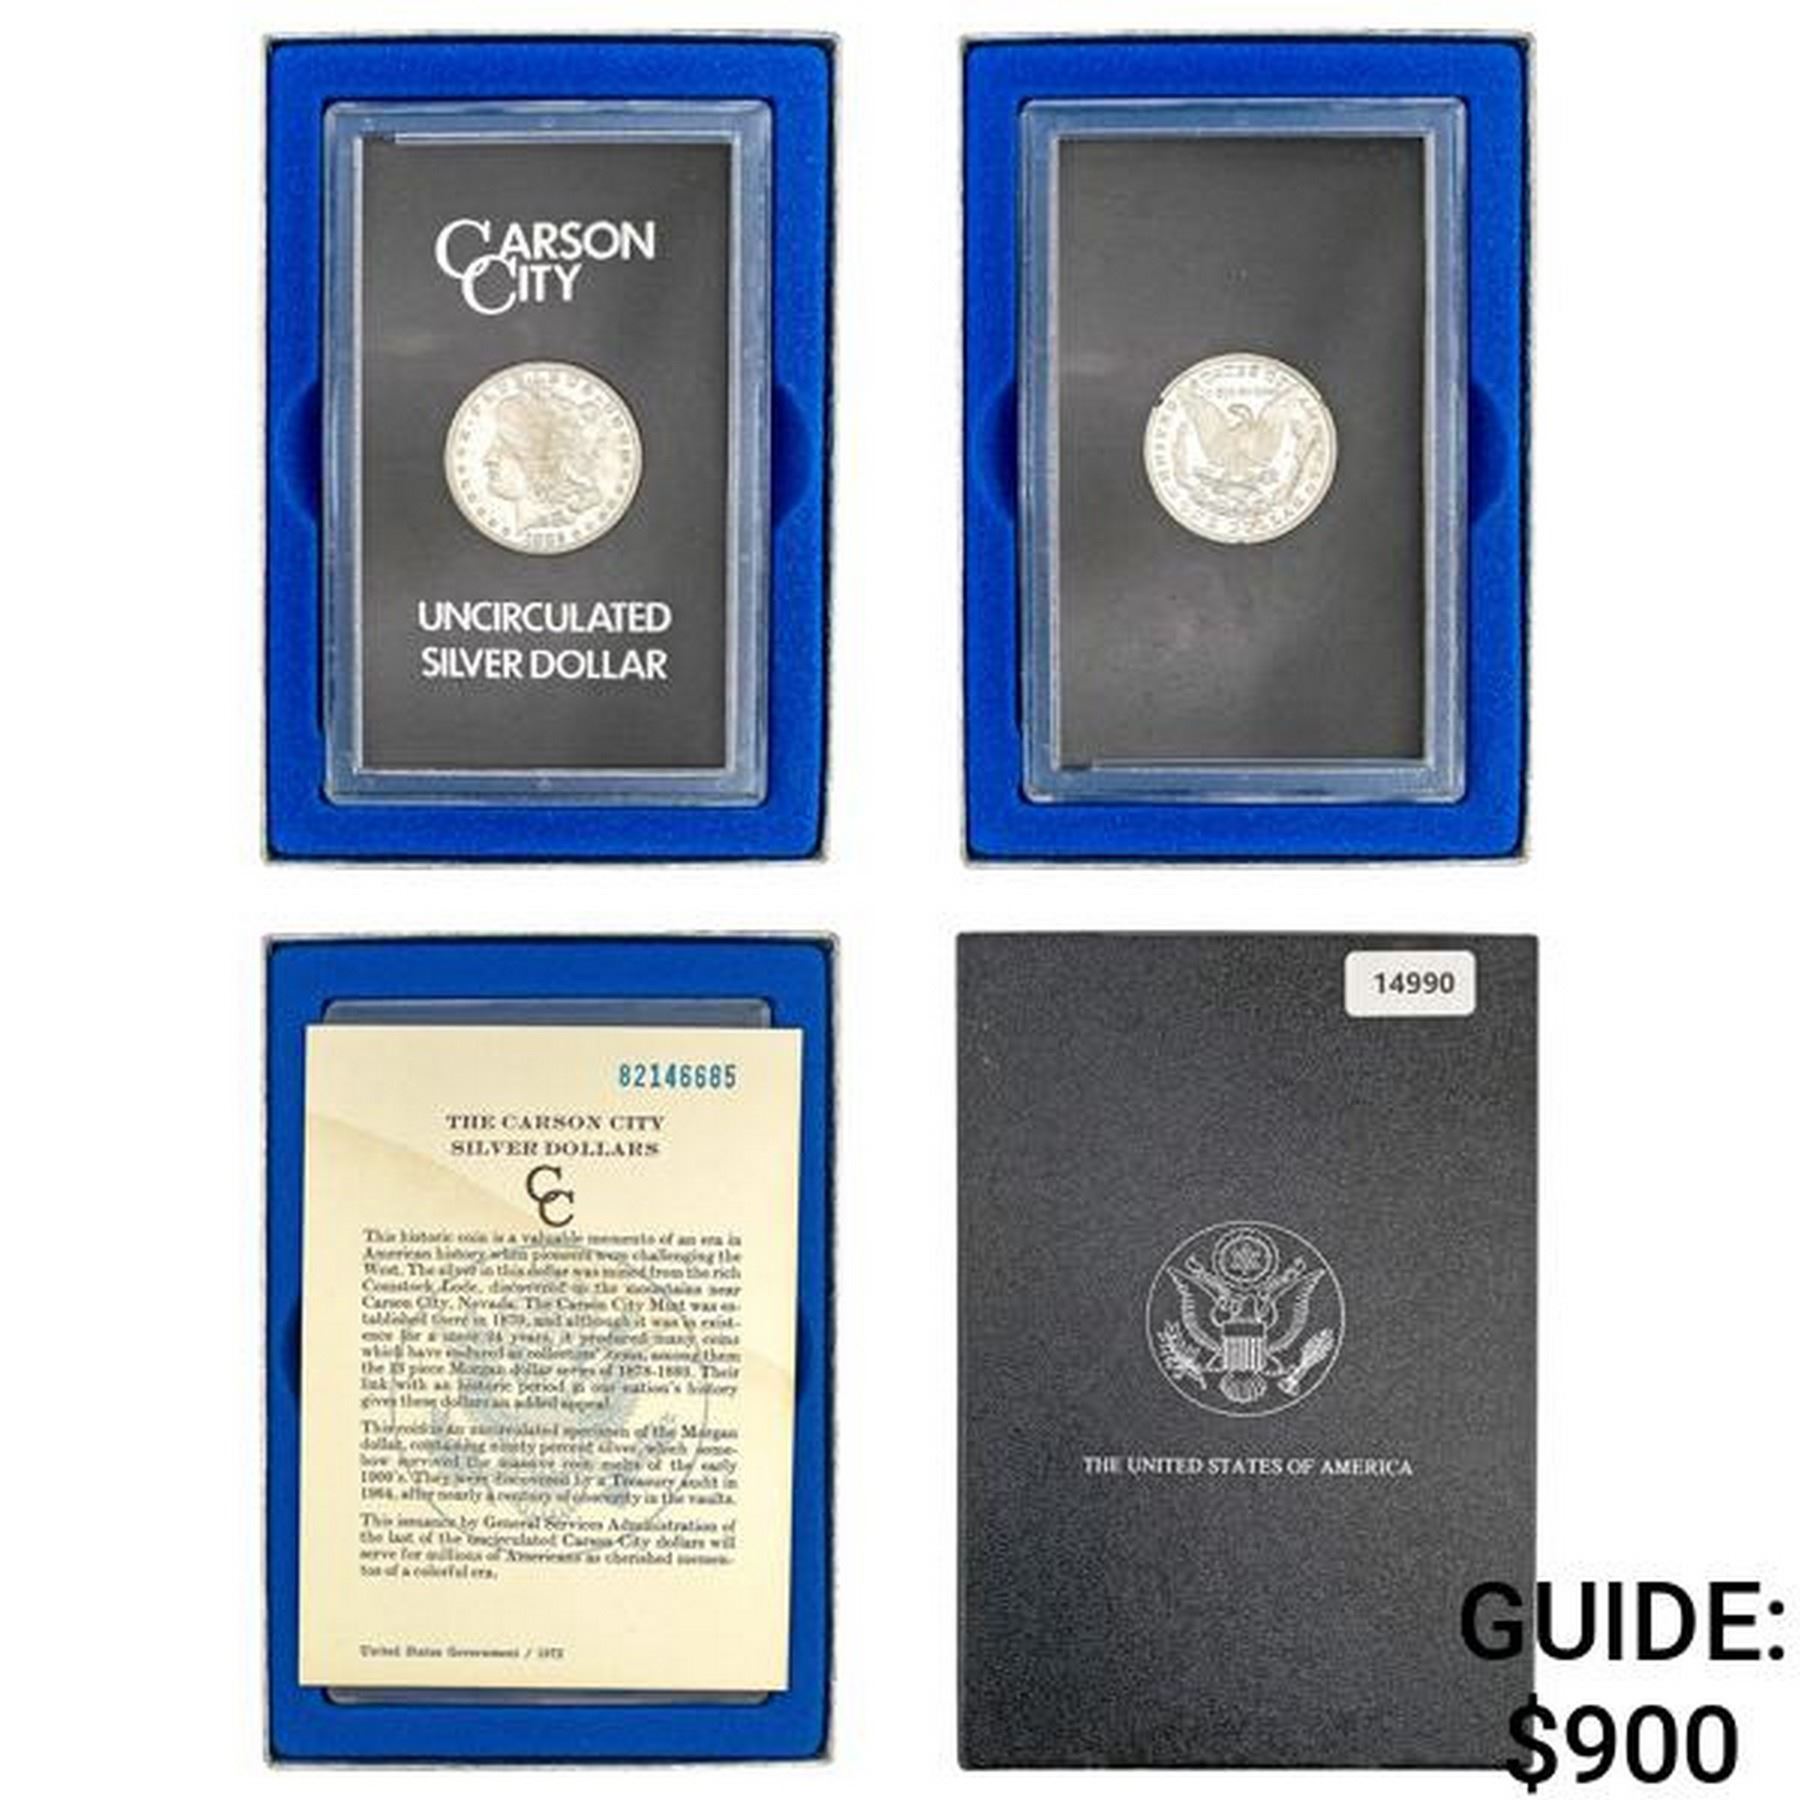 CARSON
CITY
UNCIRCULATED
SILVER DOLLAR
82146685
THE CARSON CITY
SILVER DOLLARS
CC
This historic coin is a valuable memento of an era in
American history when pioneers were challenging the
West. The silver in this dollar was mined from the rich
Comstock Lode, discovered in the mountains near
Carson City, Nevada. The Carson City Mint was es-
tablished there in 1870, and although it was in exist-
ence for a mere 24 years, it produced many coins
which have endured as collectors' items, among them
the 13 piece Morgan dollar series of 1878-1893. Their
link with an historic period in our nation's history
gives these dollars an added appeal.
This coin is an uncirculated specimen of the Morgan
dollar, containing ninety percent silver, which some-
how survived the massive coin melts of the early
1900's. They were discovered by a Treasury audit in
1964, after nearly a century of obscurity in the vaults.
This issuance by General Services Administration of
the last of the uncirculated Carson City dollars will
serve for millions of Americans as cherished memen-
tos of a colorful era.
United States Government / 1972
14990
THE UNITED STATES OF AMERICA
GUIDE:
$900